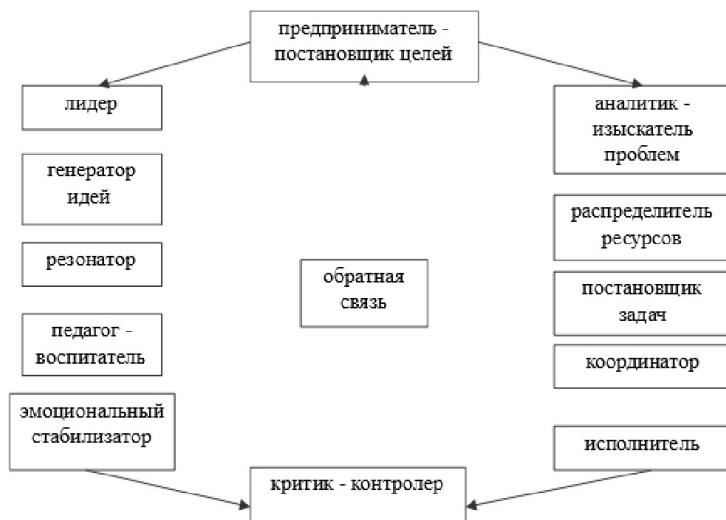 предприниматель -
постановщик целей
лидер
генератор
идей
резонатор
педагог -
воспитатель
эмоциональный
стабилизатор
обратная
связь
аналитик -
изыскатель
проблем
распределитель
ресурсов
постановщик
задач
координатор
исполнитель
критик - контролер